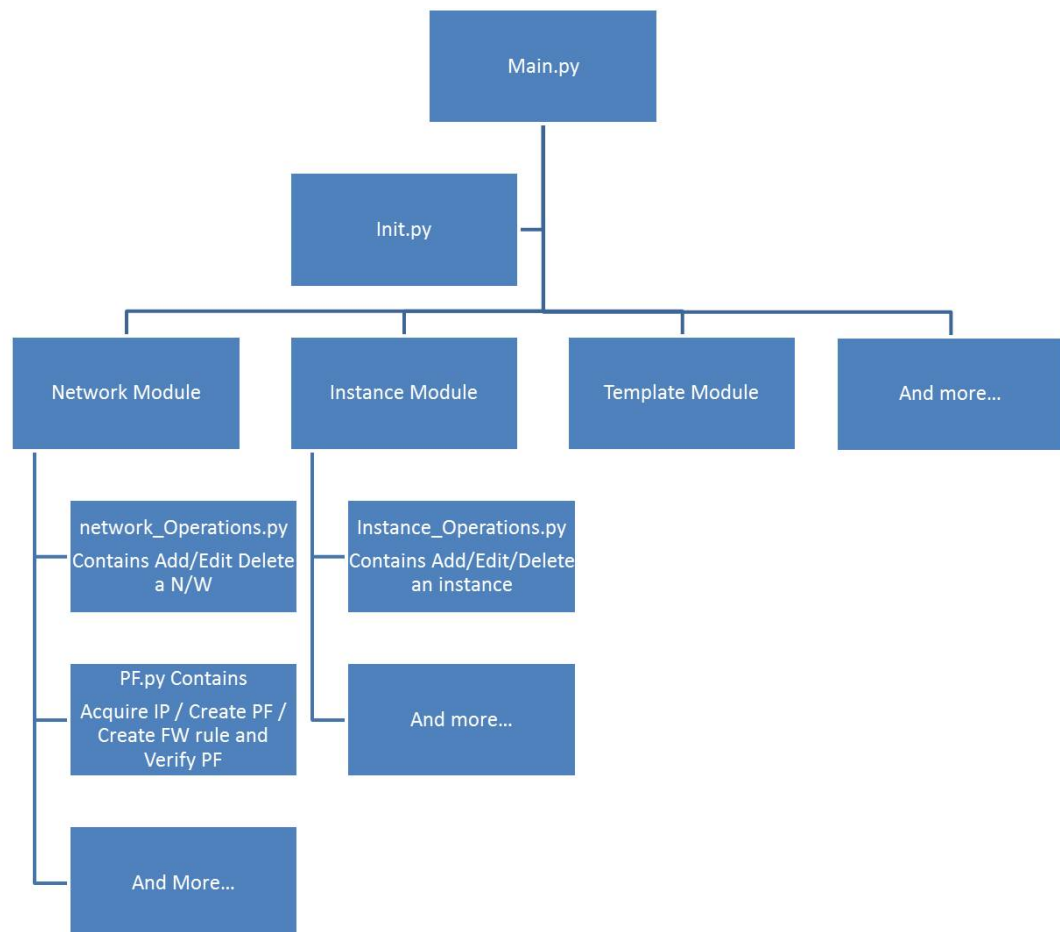 Main.py
Init.py
Network Module
Instance Module
Template Module
And more...
network_Operations.py
Contains Add/Edit Delete
a N/W
Instance_Operations.py
Contains Add/Edit/Delete
an instance
PF.py Contains
Acquire IP / Create PF /
Create FW rule and
Verify PF
And more...
And More...